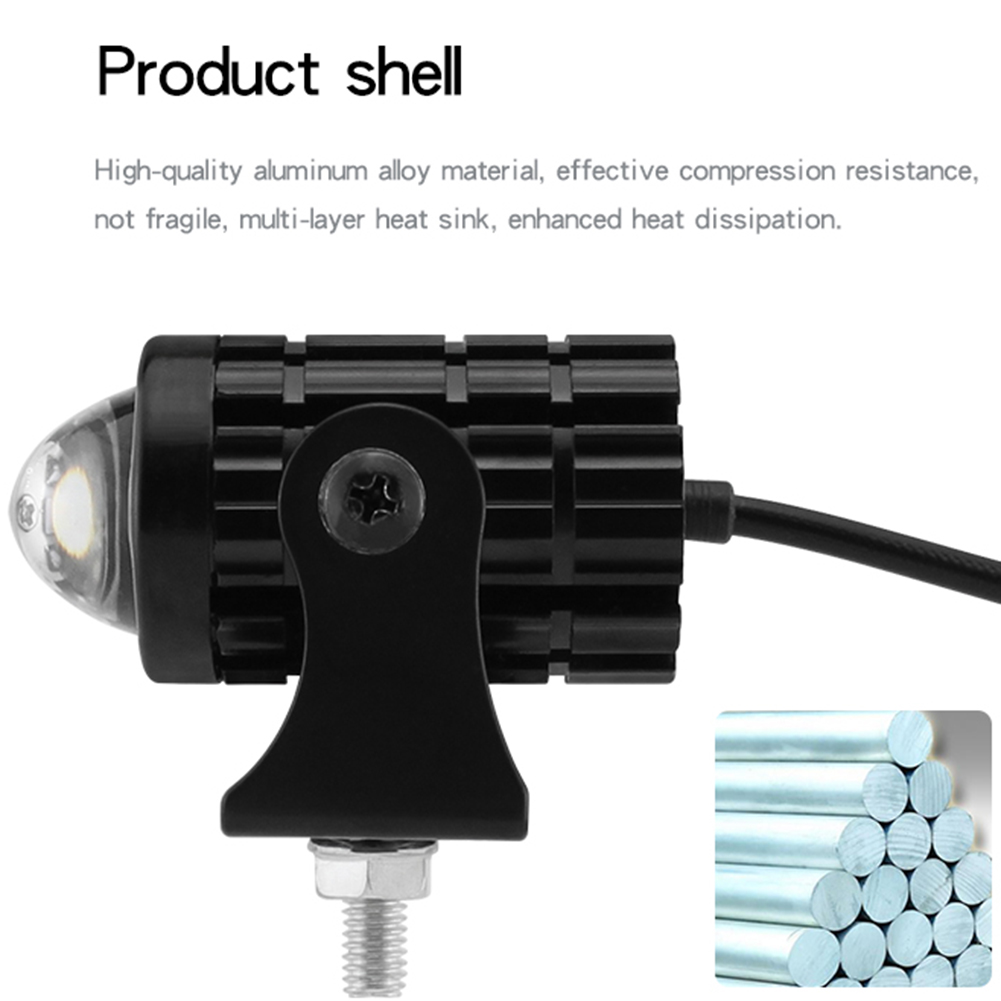 Product shell
High-quality aluminum alloy material, effective compression resistance,
not fragile, multi-layer heat sink, enhanced heat dissipation.